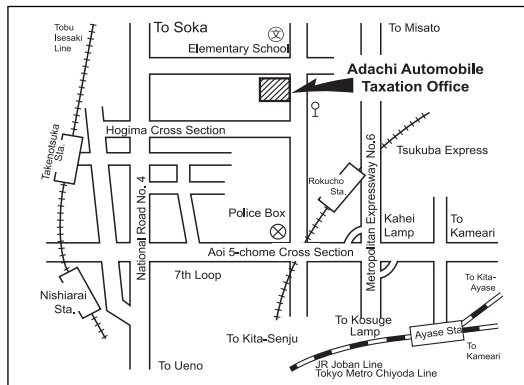 Tobu
Isesaki
Line
To Soka
文
Elementary School
To Misato
Adachi Automobile
Taxation Office
Takenotsuka
Sta.
Hogima Cross Section
National Road No. 4
Metropolitan Expressway No.6
Tsukuba Express
Rokucho
Sta.
Police Box
Kahei
Lamp
To
Kameari
Aoi 5-chome Cross Section
7th Loop
Nishiarai
Sta.
To Kita-
Ayase
To Kita-Senju
To Kosuge
Lamp
Ayase Sta.
To
Kameari
To Ueno
JR Joban Line
Tokyo Metro Chiyoda Line